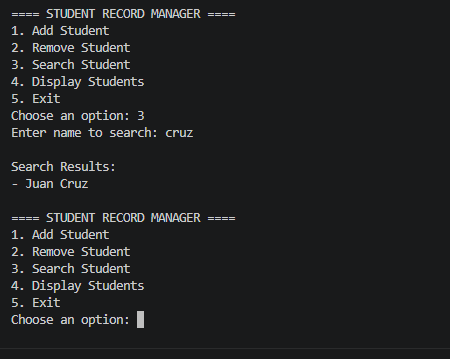 ==== STUDENT RECORD MANAGER ====
1. Add Student
2. Remove Student
3. Search Student
4. Display Students
5. Exit
Choose an option: 3
Enter name to search: cruz
Search Results:
- Juan Cruz
==== STUDENT RECORD MANAGER ====
1. Add Student
2. Remove Student
3. Search Student
4. Display Students
5. Exit
Choose an option: